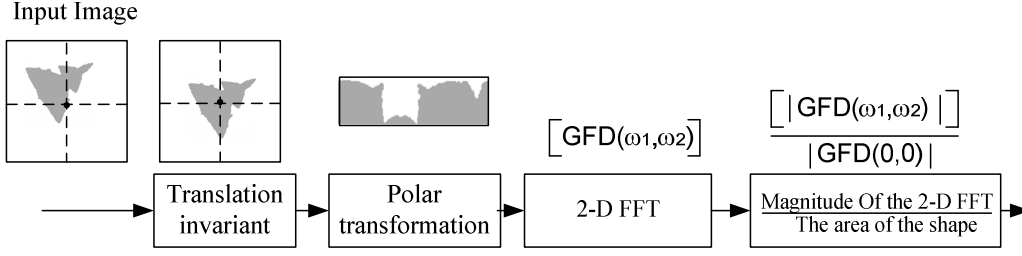 Input Image
[GFD(ω1,ω2)]
[|GFD(ω1,ω2) |]
|GFD(0,0)|
Translation
invariant
Polar
transformation
2-D FFT
Magnitude Of the 2-D FFT
The area of the shape